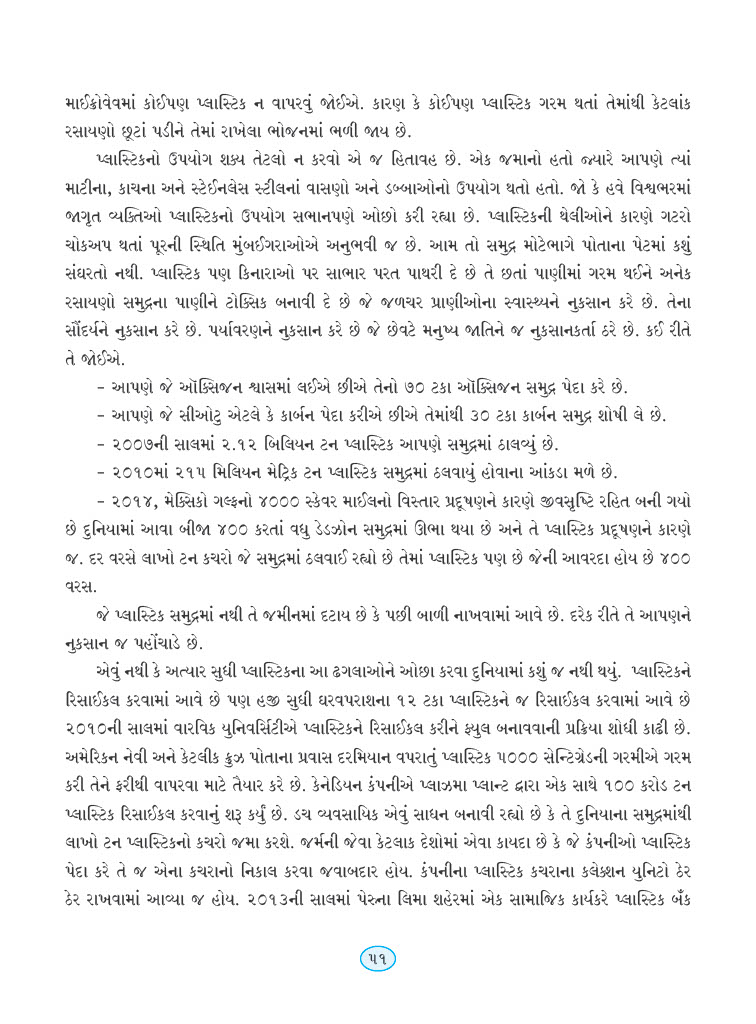 માઈક્રોવેવમાં કોઈપણ પ્લાસ્ટિક ન વાપરવું જોઈએ. કારણ કે કોઈપણ પ્લાસ્ટિક ગરમ થતાં તેમાંથી કેટલાંક
રસાયણો છૂટાં પડીને તેમાં રાખેલા ભોજનમાં ભળી જાય છે.
પ્લાસ્ટિકનો ઉપયોગ શક્ય તેટલો ન કરવો એ જ હિતાવહ છે. એક જમાનો હતો જ્યારે આપણે ત્યાં
માટીના, કાચના અને સ્ટેઈનલેસ સ્ટીલનાં વાસણો અને ડબ્બાઓનો ઉપયોગ થતો હતો. જો કે હવે વિશ્વભરમાં
જાગૃત વ્યક્તિઓ પ્લાસ્ટિકનો ઉપયોગ સભાનપણે ઓછો કરી રહ્યા છે. પ્લાસ્ટિકની થેલીઓને કારણે ગટરો
ચોકઅપ થતાં પૂરની સ્થિતિ મુંબઈગરાઓએ અનુભવી જ છે. આમ તો સમુદ્ર મોટેભાગે પોતાના પેટમાં કશું
સંઘરતો નથી. પ્લાસ્ટિક પણ કિનારાઓ પર સાભાર પરત પાથરી દે છે તે છતાં પાણીમાં ગરમ થઈને અનેક
રસાયણો સમુદ્રના પાણીને ટોક્સિક બનાવી દે છે જે જળચર પ્રાણીઓના સ્વાસ્થ્યને નુકસાન કરે છે. તેના
સૌંદર્યને નુકસાન કરે છે. પર્યાવરણને નુકસાન કરે છે જે છેવટે મનુષ્ય જાતિને જ નુકસાનકર્તા ઠરે છે. કઈ રીતે
તે જોઈએ.
– આપણે જે ઑક્સિજન શ્વાસમાં લઈએ છીએ તેનો ૭૦ ટકા ઑક્સિજન સમુદ્ર પેદા કરે છે.
– આપણે જે સીઓટુ એટલે કે કાર્બન પેદા કરીએ છીએ તેમાંથી ૩૦ ટકા કાર્બન સમુદ્ર શોષી લે છે.
– ૨૦૦૭ની સાલમાં ૨.૧૨ બિલિયન ટન પ્લાસ્ટિક આપણે સમુદ્રમાં ઠાલવ્યું છે.
– ૨૦૧૦માં ૨૧૫ મિલિયન મેટ્રિક ટન પ્લાસ્ટિક સમુદ્રમાં ઠલવાયું હોવાના આંકડા મળે છે.
– ૨૦૧૪, મેક્સિકો ગલ્ફનો ૪૦૦૦ સ્કેવર માઈલનો વિસ્તાર પ્રદૂષણને કારણે જીવસૃષ્ટિ રહિત બની ગયો
છે દુનિયામાં આવા બીજા ૪૦૦ કરતાં વધુ ડેડઝોન સમુદ્રમાં ઊભા થયા છે અને તે પ્લાસ્ટિક પ્રદૂષણને કારણે
જ. દર વરસે લાખો ટન કચરો જે સમુદ્રમાં ઠલવાઈ રહ્યો છે તેમાં પ્લાસ્ટિક પણ છે જેની આવરદા હોય છે ૪૦૦
વરસ.
જે પ્લાસ્ટિક સમુદ્રમાં નથી તે જમીનમાં દટાય છે કે પછી બાળી નાખવામાં આવે છે. દરેક રીતે તે આપણને
નુકસાન જ પહોંચાડે છે.
એવું નથી કે અત્યાર સુધી પ્લાસ્ટિકના આ ઢગલાઓને ઓછા કરવા દુનિયામાં કશું જ નથી થયું. પ્લાસ્ટિકને
રિસાઈકલ કરવામાં આવે છે પણ હજી સુધી ઘરવપરાશના ૧૨ ટકા પ્લાસ્ટિકને જ રિસાઈકલ કરવામાં આવે છે
૨૦૧૦ની સાલમાં વારવિક યુનિવર્સિટીએ પ્લાસ્ટિકને રિસાઈકલ કરીને ફ્યુલ બનાવવાની પ્રક્રિયા શોધી કાઢી છે.
અમેરિકન નેવી અને કેટલીક ક્રુઝ પોતાના પ્રવાસ દરમિયાન વપરાતું પ્લાસ્ટિક ૫૦૦૦ સેન્ટિગ્રેડની ગરમીએ ગરમ
કરી તેને ફરીથી વાપરવા માટે તૈયાર કરે છે. કેનેડિયન કંપનીએ પ્લાઝમા પ્લાન્ટ દ્વારા એક સાથે ૧૦૦ કરોડ ટન
પ્લાસ્ટિક રિસાઈકલ કરવાનું શરૂ કર્યું છે. ડચ વ્યવસાયિક એવું સાધન બનાવી રહ્યો છે કે તે દુનિયાના સમુદ્રમાંથી
લાખો ટન પ્લાસ્ટિકનો કચરો જમા કરશે. જર્મની જેવા કેટલાક દેશોમાં એવા કાયદા છે કે જે કંપનીઓ પ્લાસ્ટિક
પેદા કરે તે જ એના કચરાનો નિકાલ કરવા જવાબદાર હોય. કંપનીના પ્લાસ્ટિક કચરાના કલેક્શન યુનિટો ઠેર
ઠેર રાખવામાં આવ્યા જ હોય. ૨૦૧૩ની સાલમાં પેરુના લિમા શહેરમાં એક સામાજિક કાર્યકરે પ્લાસ્ટિક બૅંક
૫૧